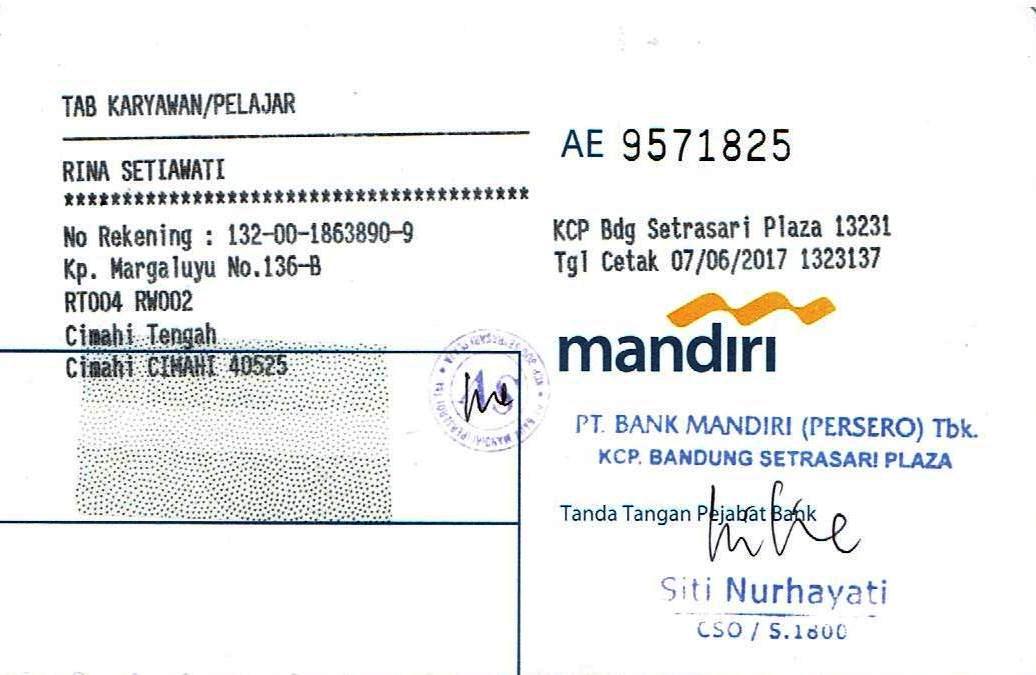 TAB KARYAWAN/PELAJAR
RINA SETIAWATI
****************************************
No Rekening : 132-00-1863890-9
Kp. Margaluyu No.136-B
RT004 RW002
Cimahi Tengah
Cimahi CIMAHI 40525
AE 9571825
KCP Bdg Setrasari Plaza 13231
Tgl Cetak 07/06/2017 1323137
mandiri
PT. BANK MANDIRI (PERSERO) Tbk.
KCP. BANDUNG SETRASARI PLAZA
Tanda Tangan Pejabat Bank
Siti Nurhayati
CSO / S.1800